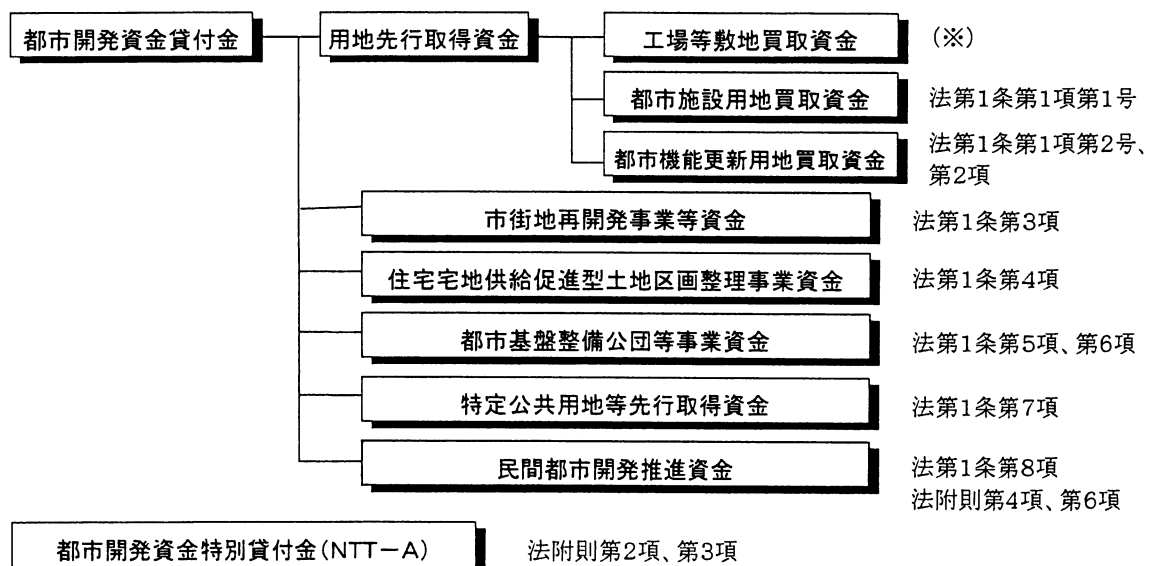 都市開発資金貸付金 用地先行取得資金 工場等敷地買取資金 (※)
都市施設用地買取資金 法第1条第1項第1号
都市機能更新用地買取資金 法第1条第1項第2号、
第2項
市街地再開発事業等資金 法第1条第3項
住宅宅地供給促進型土地区画整理事業資金 法第1条第4項
都市基盤整備公団等事業資金 法第1条第5項、第6項
特定公共用地等先行取得資金 法第1条第7項
民間都市開発推進資金 法第1条第8項
法附則第4項、第6項
都市開発資金特別貸付金(NTT-A) 法附則第2項、第3項